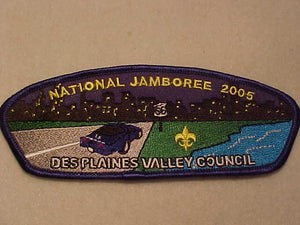 NATIONAL JAMBOREE 2005
DES PLAINES VALLEY COUNCIL